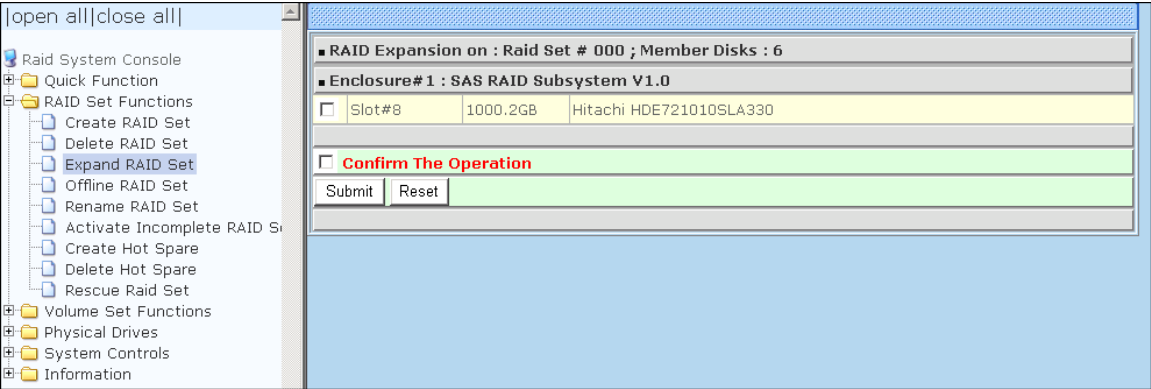 |open all|close all|
Raid System Console
Quick Function
RAID Set Functions
Create RAID Set
Delete RAID Set
Expand RAID Set
Offline RAID Set
Rename RAID Set
Activate Incomplete RAID S
Create Hot Spare
Delete Hot Spare
Rescue Raid Set
Volume Set Functions
Physical Drives
System Controls
Information
RAID Expansion on : Raid Set # 000 ; Member Disks : 6
Enclosure#1 : SAS RAID Subsystem V1.0
Slot#8 1000.2GB Hitachi HDE721010SLA330
Confirm The Operation
Submit Reset